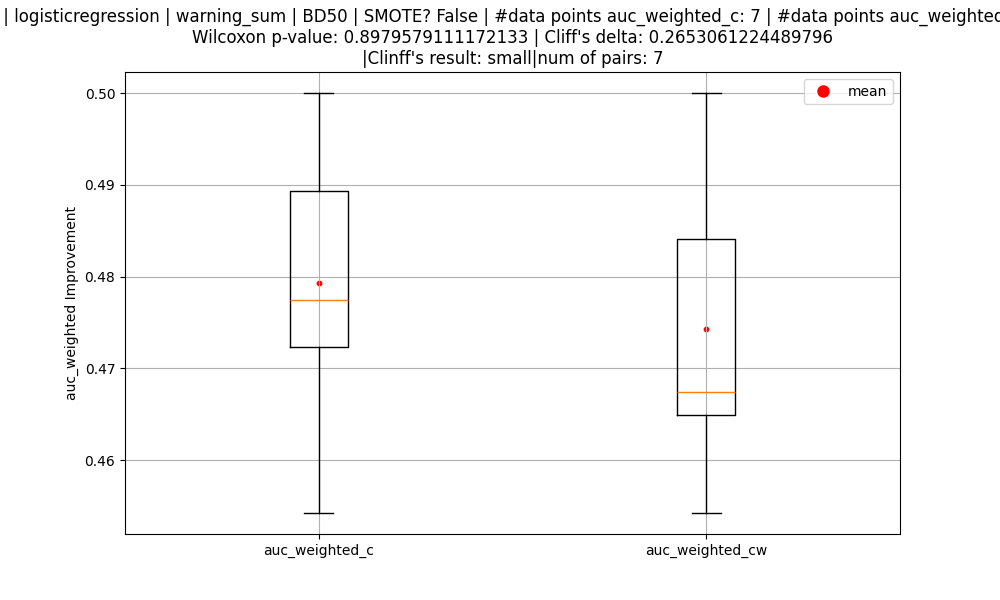 | logisticregression | warning_sum | BD50 | SMOTE? False | #data points auc_weighted_c: 7 | #data points auc_weighted
Wilcoxon p-value: 0.8979579111172133 | Cliff's delta: 0.2653061224489796
|Clinff's result: small|num of pairs: 7
mean
0.50
0.49
0.48
0.47
0.46
auc_weighted Improvement
auc_weighted_c
auc_weighted_cw